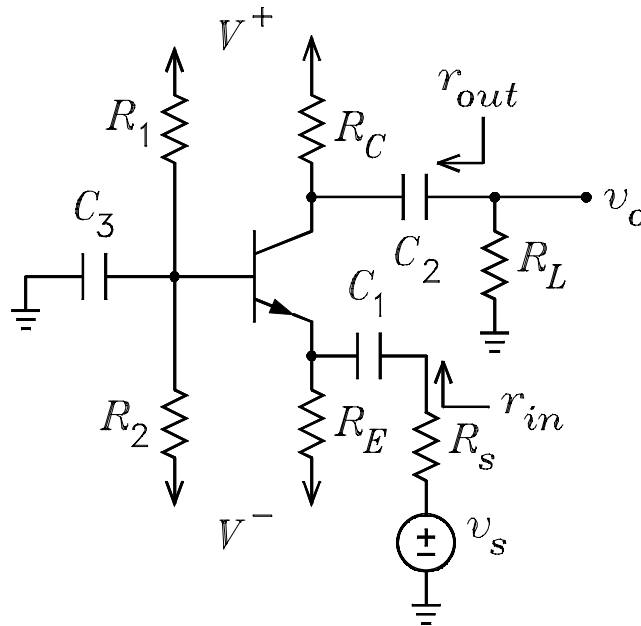 V⁺
r_out
R₁
R_C
C₃
v_o
C₂
R_L
C₁
R₂
R_E
r_in
R_s
V⁻
v_s
+
−